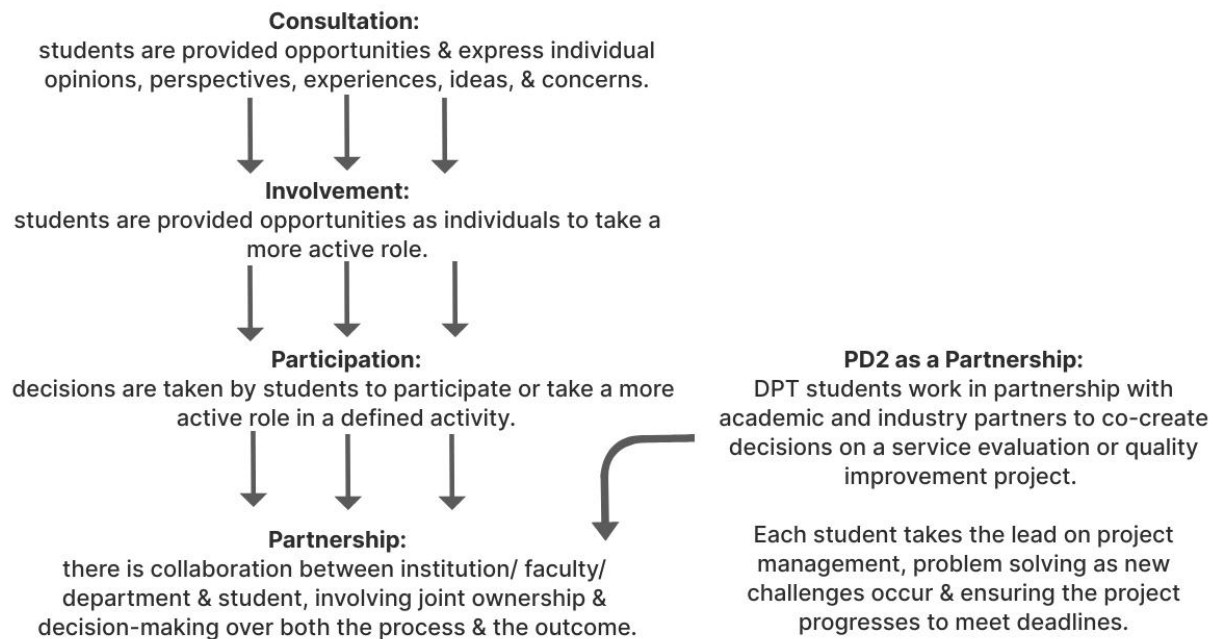 Consultation:
students are provided opportunities & express individual
opinions, perspectives, experiences, ideas, & concerns.
Involvement:
students are provided opportunities as individuals to take a
more active role.
Participation:
decisions are taken by students to participate or take a more
active role in a defined activity.
Partnership:
there is collaboration between institution/ faculty/
department & student, involving joint ownership &
decision-making over both the process & the outcome.
PD2 as a Partnership:
DPT students work in partnership with
academic and industry partners to co-create
decisions on a service evaluation or quality
improvement project.
Each student takes the lead on project
management, problem solving as new
challenges occur & ensuring the project
progresses to meet deadlines.